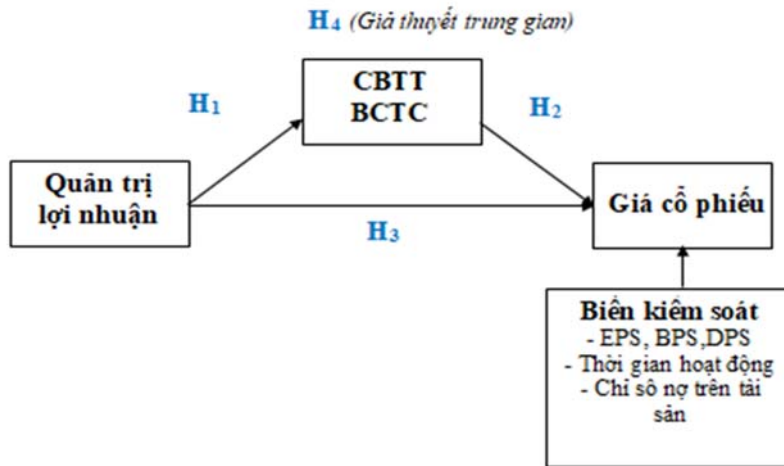 H4 (Giả thuyết trung gian)
CBTT
BCTC
H1
H2
Quản trị
lợi nhuận
Giá cổ phiếu
H3
Biến kiểm soát
- EPS, BPS,DPS
- Thời gian hoạt động
- Chỉ số nợ trên tài
sản